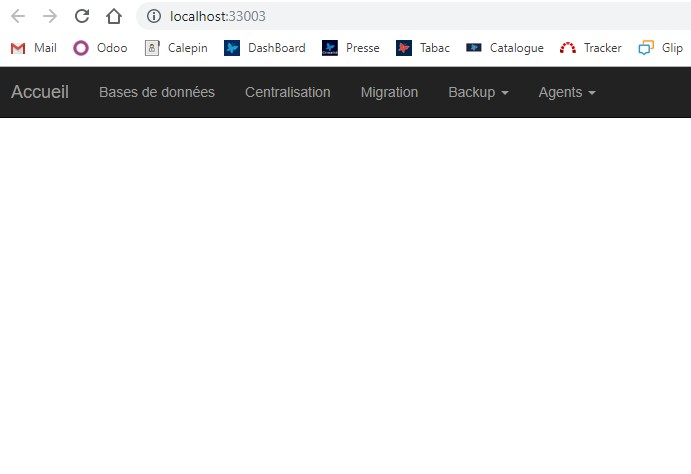 localhost:33003
Mail Odoo Calepin DashBoard Presse Tabac Catalogue Tracker Glip
Accueil Bases de données Centralisation Migration Backup Agents